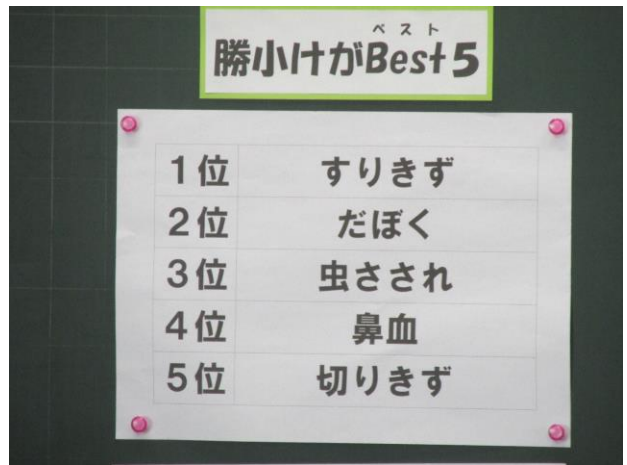 ベスト
勝小けがBest5
1位 すりきず
2位 だぼく
3位 虫さされ
4位 鼻血
5位 切りきず